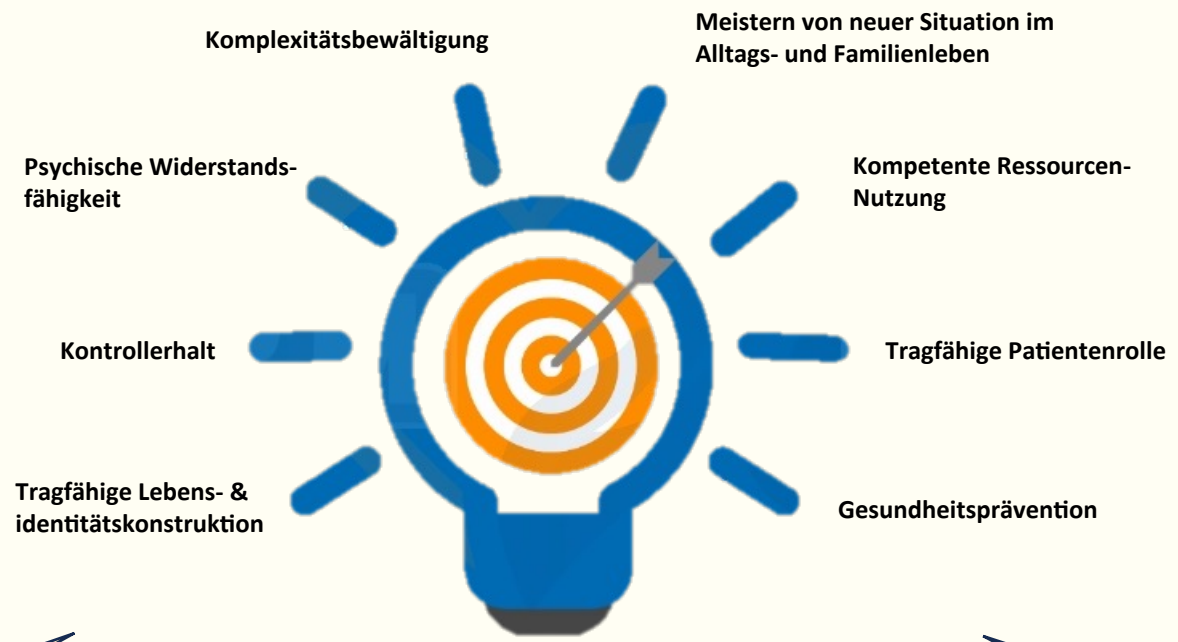 Komplexitätsbewältigung
Meistern von neuer Situation im
Alltags- und Familienleben
Psychische Widerstands-
fähigkeit
Kompetente Ressourcen-
Nutzung
Kontrollerhalt
Tragfähige Patientenrolle
Tragfähige Lebens- &
identitätskonstruktion
Gesundheitsprävention